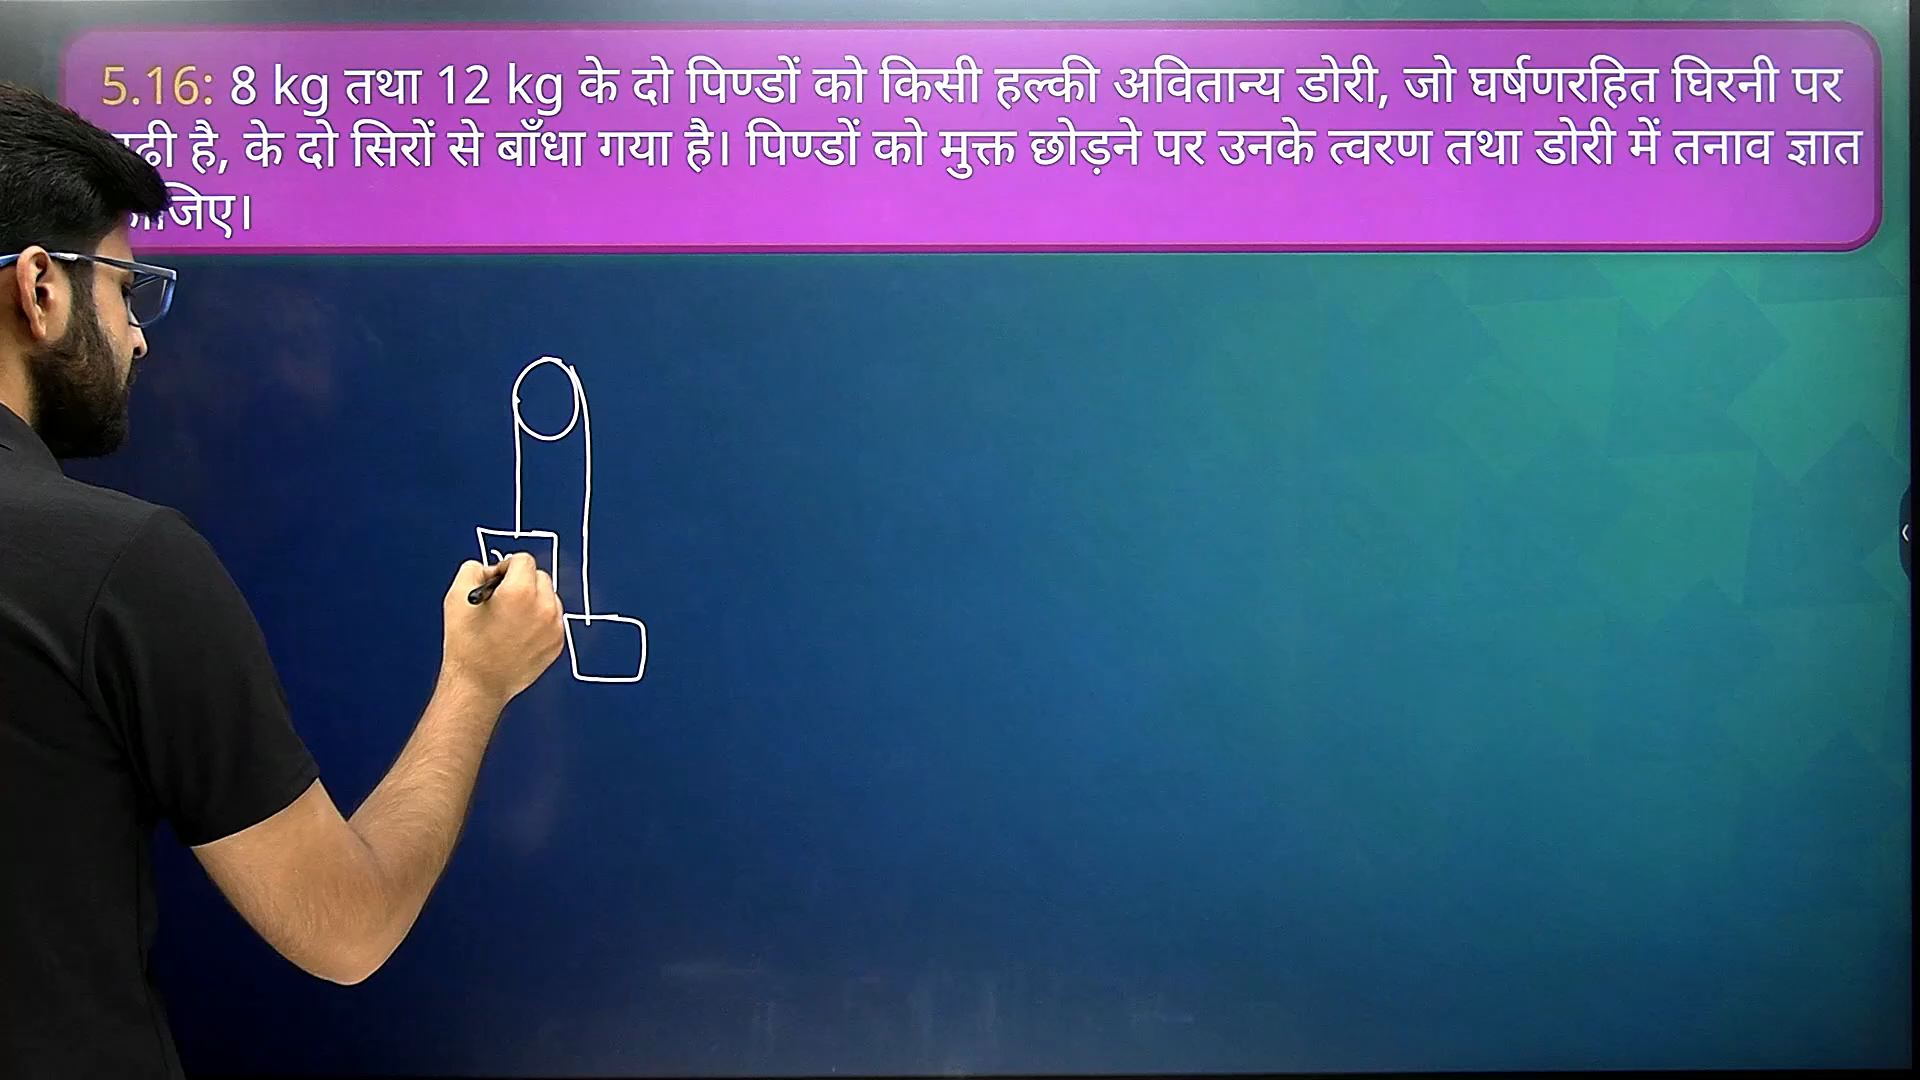 5.16: 8 kg तथा 12 kg के दो पिण्डों को किसी हल्की अवितान्य डोरी, जो घर्षणरहित घिरनी पर
है, के दो सिरों से बाँधा गया है। पिण्डों को मुक्त छोड़ने पर उनके त्वरण तथा डोरी में तनाव ज्ञात